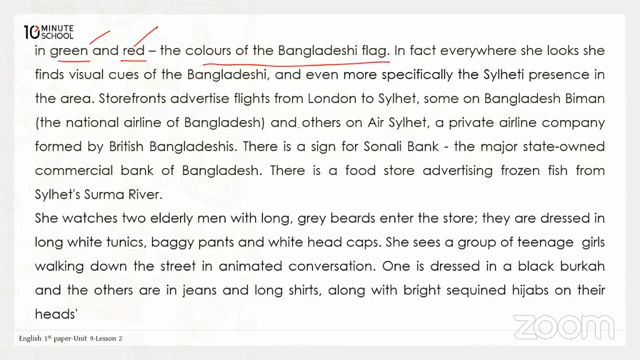 10 MINUTE
SCHOOL
in green and red – the colours of the Bangladeshi flag. In fact everywhere she looks she
finds visual cues of the Bangladeshi, and even more specifically the Sylheti presence in
the area. Storefronts advertise flights from London to Sylhet, some on Bangladesh Biman
(the national airline of Bangladesh) and others on Air Sylhet, a private airline company
formed by British Bangladeshis. There is a sign for Sonali Bank - the major state-owned
commercial bank of Bangladesh. There is a food store advertising frozen fish from
Sylhet's Surma River.
She watches two elderly men with long, grey beards enter the store; they are dressed in
long white tunics, baggy pants and white head caps. She sees a group of teenage girls
walking down the street in animated conversation. One is dressed in a black burkah
and the others are in jeans and long shirts, along with bright sequined hijabs on their
heads'
English 1st paper-Unit 9-Lesson 2
zoom